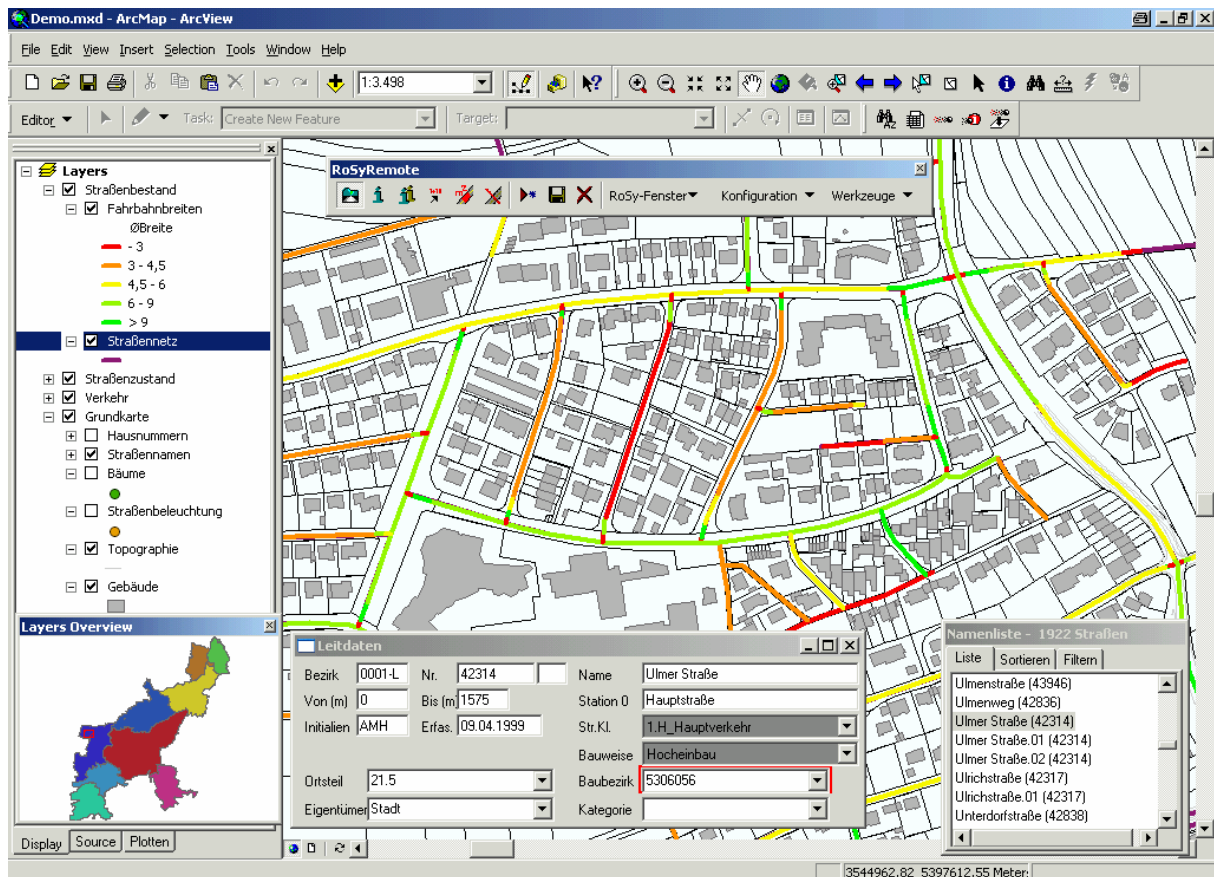 Demo.mxd - ArcMap - ArcView
File Edit View Insert Selection Tools Window Help
1:3.498
Editor Task: Create New Feature Target:
Layers
Straßenbestand
Fahrbahnbreiten
ØBreite
- 3
3 - 4,5
4,5 - 6
6 - 9
> 9
Straßennetz
Straßenzustand
Verkehr
Grundkarte
Hausnummern
Straßennamen
Bäume
Straßenbeleuchtung
Topographie
Gebäude
Layers Overview
Display Source Plotten
RoSyRemote
RoSy-Fenster Konfiguration Werkzeuge
Leitdaten
Bezirk 0001-L Nr. 42314 Name Ulmer Straße
Von (m) 0 Bis (m) 1575 Station 0 Hauptstraße
Initialien AMH Erfas. 09.04.1999 Str.Kl. 1.H_Hauptverkehr
Bauweise Hocheinbau
Ortsteil 21.5 Baubezirk 5306056
Eigentümer Stadt Kategorie
Namenliste - 1922 Straßen
Liste Sortieren Filtern
Ulmenstraße (43946)
Ulmenweg (42836)
Ulmer Straße (42314)
Ulmer Straße.01 (42314)
Ulmer Straße.02 (42314)
Ulrichstraße (42317)
Ulrichstraße.01 (42317)
Unterdorfstraße (42838)
3544962.82 5397612.55 Meter: